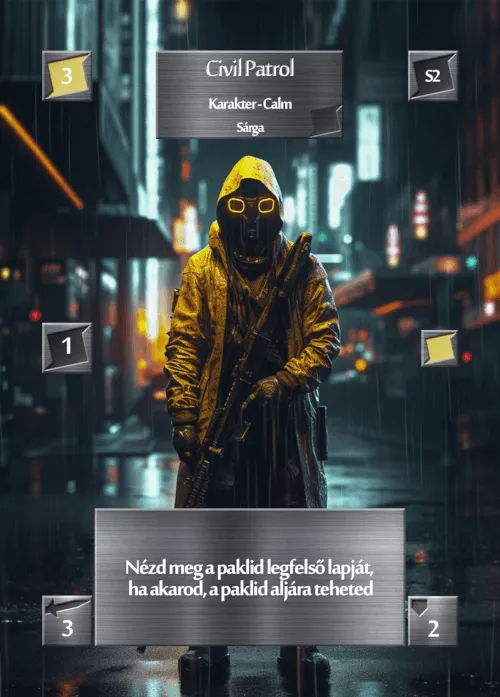 3
Civil Patrol
S2
Karakter - Calm
Sárga
1
Nézd meg a paklid legfelső lapját,
ha akarod, a paklid aljára teheted
3
2